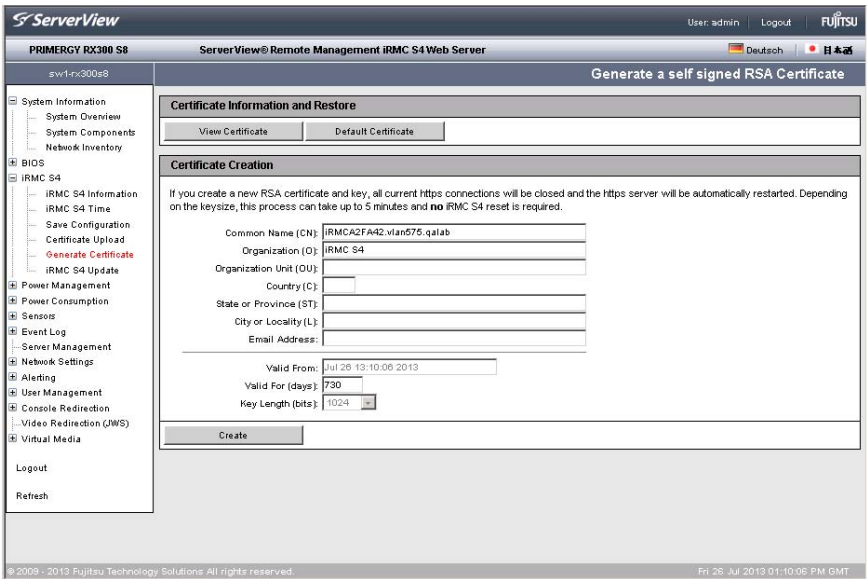 ServerView
User: admin Logout FUJITSU
PRIMERGY RX300 S8 ServerView® Remote Management iRMC S4 Web Server Deutsch 日本語
sw1-rx300s8 Generate a self signed RSA Certificate
System Information
System Overview
System Components
Network Inventory
BIOS
iRMC S4
iRMC S4 Information
iRMC S4 Time
Save Configuration
Certificate Upload
Generate Certificate
iRMC S4 Update
Power Management
Power Consumption
Sensors
Event Log
Server Management
Network Settings
Alerting
User Management
Console Redirection
Video Redirection (JWS)
Virtual Media
Logout
Refresh
Certificate Information and Restore
View Certificate Default Certificate
Certificate Creation
If you create a new RSA certificate and key, all current https connections will be closed and the https server will be automatically restarted. Depending
on the keysize, this process can take up to 5 minutes and no iRMC S4 reset is required.
Common Name (CN): iRMCA2FA42.vlan575.qalab
Organization (O): iRMC S4
Organization Unit (OU):
Country (C):
State or Province (ST):
City or Locality (L):
Email Address:
Valid From: Jul 26 13:10:06 2013
Valid For (days): 730
Key Length (bits): 1024
Create
© 2009 - 2013 Fujitsu Technology Solutions All rights reserved. Fri 26 Jul 2013 01:10:06 PM GMT